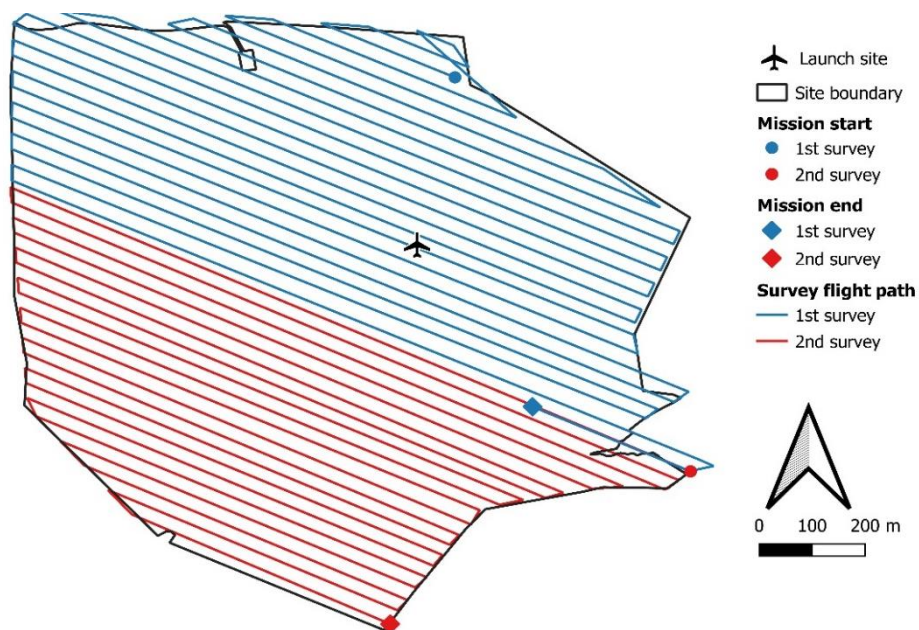 Launch site
Site boundary
Mission start
1st survey
2nd survey
Mission end
1st survey
2nd survey
Survey flight path
1st survey
2nd survey
0 100 200 m